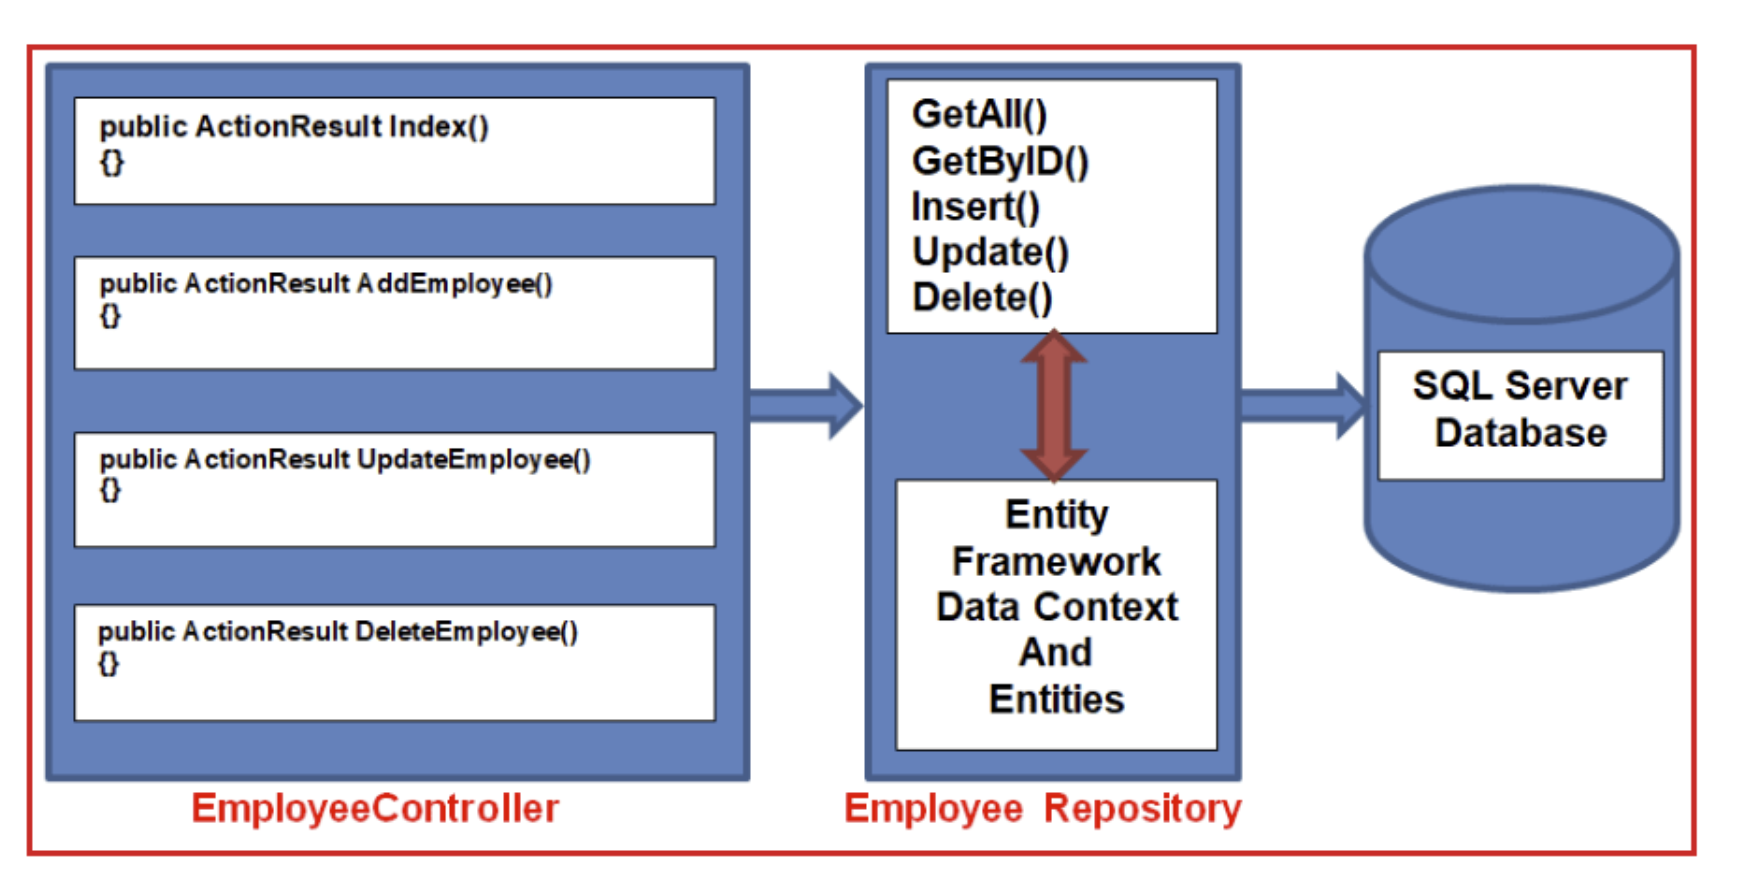 public ActionResult Index()
{}
public ActionResult AddEmployee()
{}
public ActionResult UpdateEmployee()
{}
public ActionResult DeleteEmployee()
{}
EmployeeController
GetAll()
GetByID()
Insert()
Update()
Delete()
Entity
Framework
Data Context
And
Entities
Employee Repository
SQL Server
Database